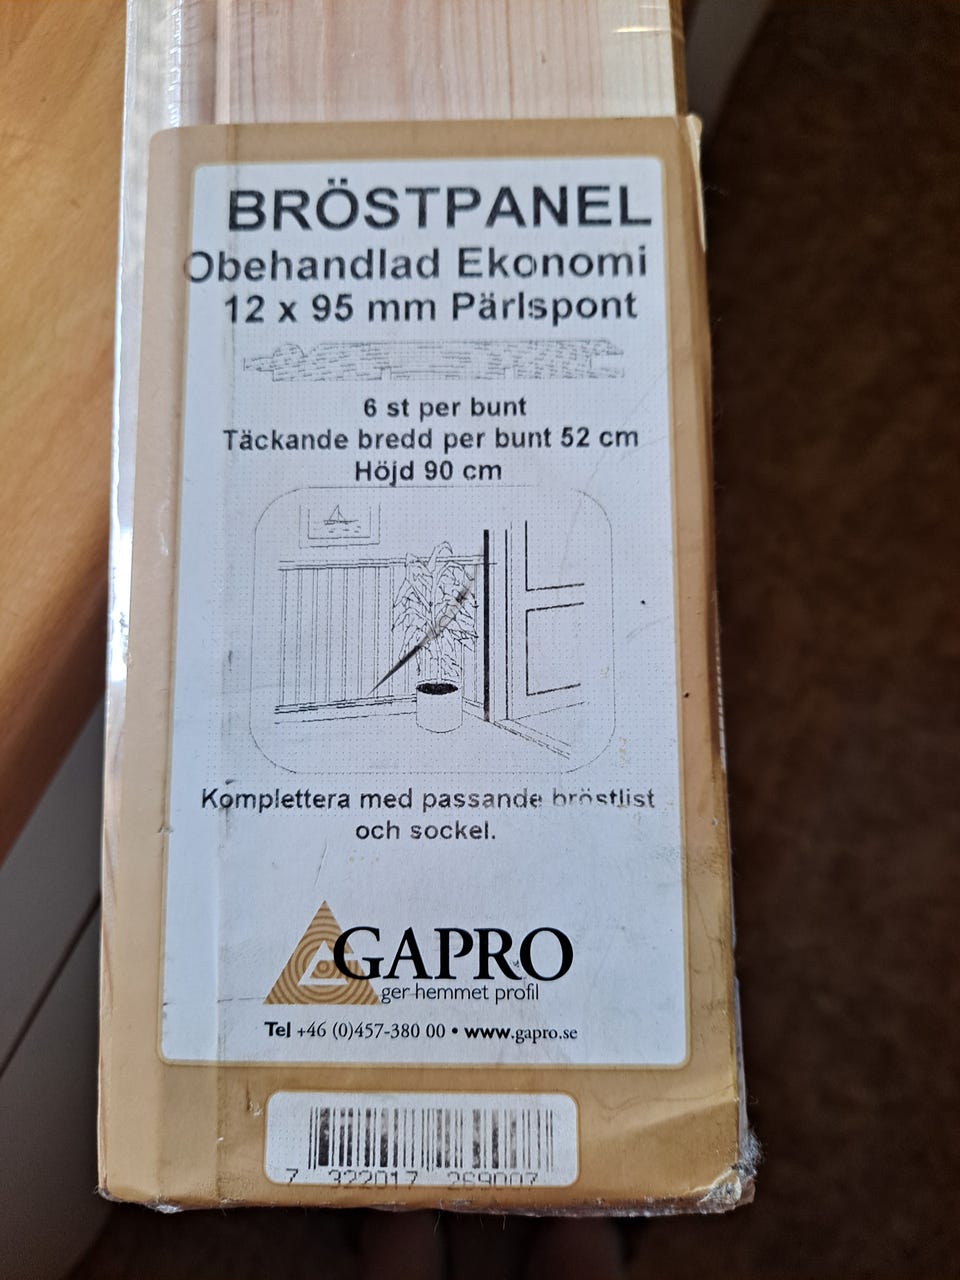 BRÖSTPANEL
Obehandlad Ekonomi
12 x 95 mm Pärlspont
6 st per bunt
Täckande bredd per bunt 52 cm
Höjd 90 cm
Komplettera med passande bröstlist
och sockel.
GAPRO
ger hemmet profil
Tel +46 (0)457-380 00 • www.gapro.se
7 322017 269007